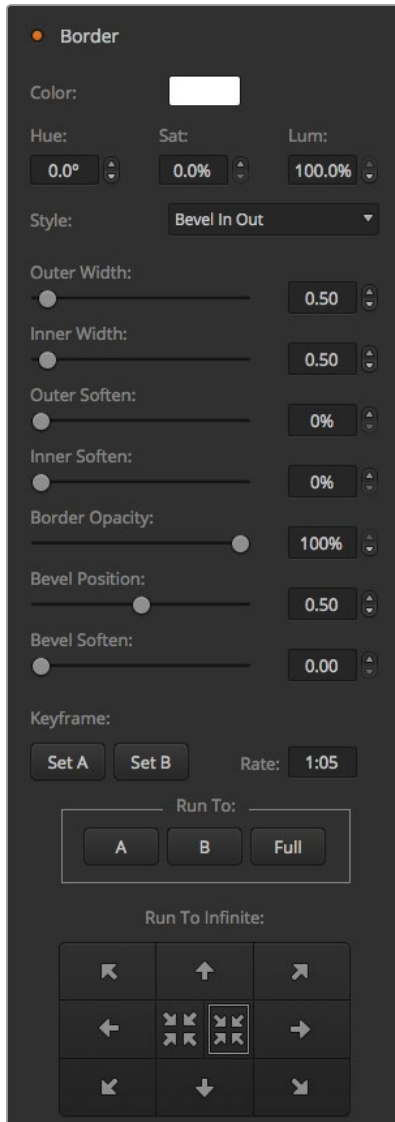 Border
Color:
Hue: Sat: Lum:
0.0° 0.0% 100.0%
Style: Bevel In Out
Outer Width:
0.50
Inner Width:
0.50
Outer Soften:
0%
Inner Soften:
0%
Border Opacity:
100%
Bevel Position:
0.50
Bevel Soften:
0.00
Keyframe:
Set A Set B Rate: 1:05
Run To:
A B Full
Run To Infinite: